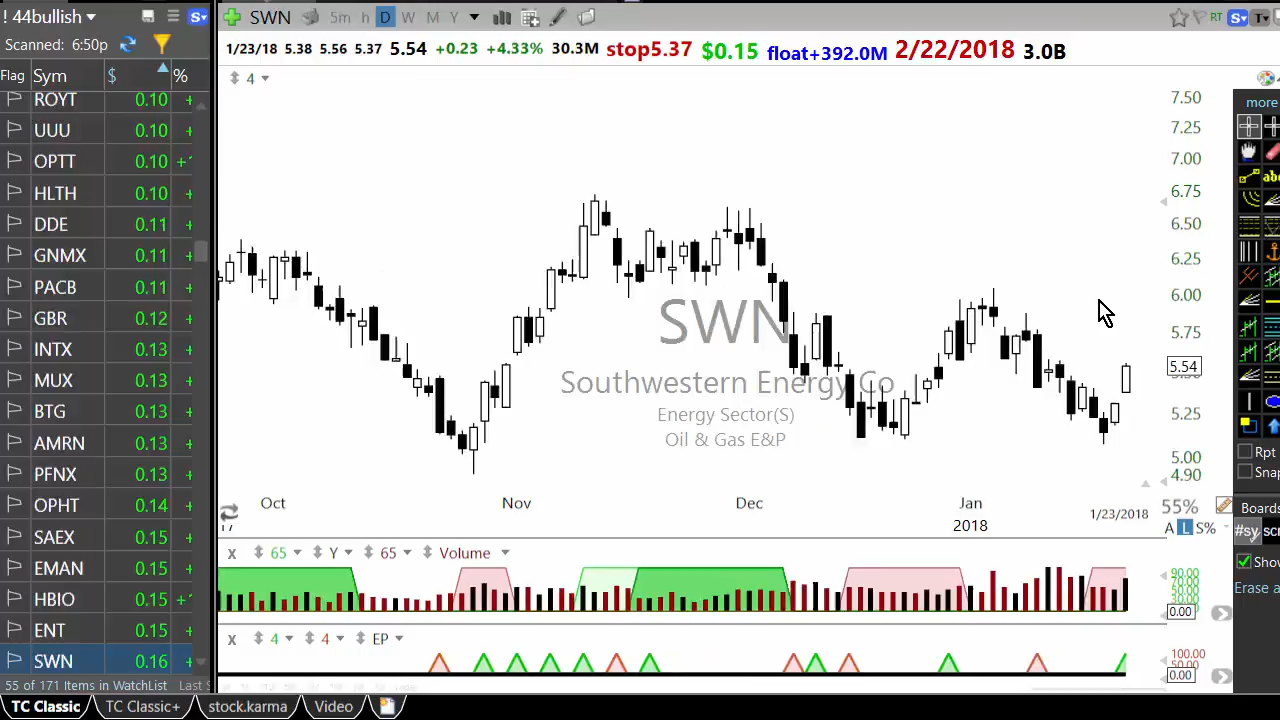 ! 44bullish
Scanned: 6:50p
Flag Sym $ %
ROYT 0.10 +
UUU 0.10 +
OPTT 0.10 +
HLTH 0.10 +
DDE 0.11 +
GNMX 0.11 +
PACB 0.11 +
GBR 0.12 +
INTX 0.13 +
MUX 0.13 +
BTG 0.13 +
AMRN 0.13 +
PFNX 0.13 +
OPHT 0.14 +
SAEX 0.15 +
EMAN 0.15 +
HBIO 0.15 +
ENT 0.15 +
SWN 0.16 +
55 of 171 Items in WatchList Last S
TC Classic TC Classic+ stock.karma Video
SWN 5m h D W M Y
RT S T
1/23/18 5.38 5.56 5.37 5.54 +0.23 +4.33% 30.3M stop5.37 $0.15 float+392.0M 2/22/2018 3.0B
4
7.50
7.25
7.00
6.75
6.50
6.25
6.00
5.75
5.54
5.25
5.00
4.90
SWN
Southwestern Energy Co
Energy Sector(S)
Oil & Gas E&P
Oct Nov Dec Jan
17 2018 1/23/2018
55%
A L S%
x 65 Y 65 Volume
90.00
0.00
x 4 4 EP
100.00
0.00
more
abc
Rpt
Snap
Boards
#sy scr
Show
Erase a